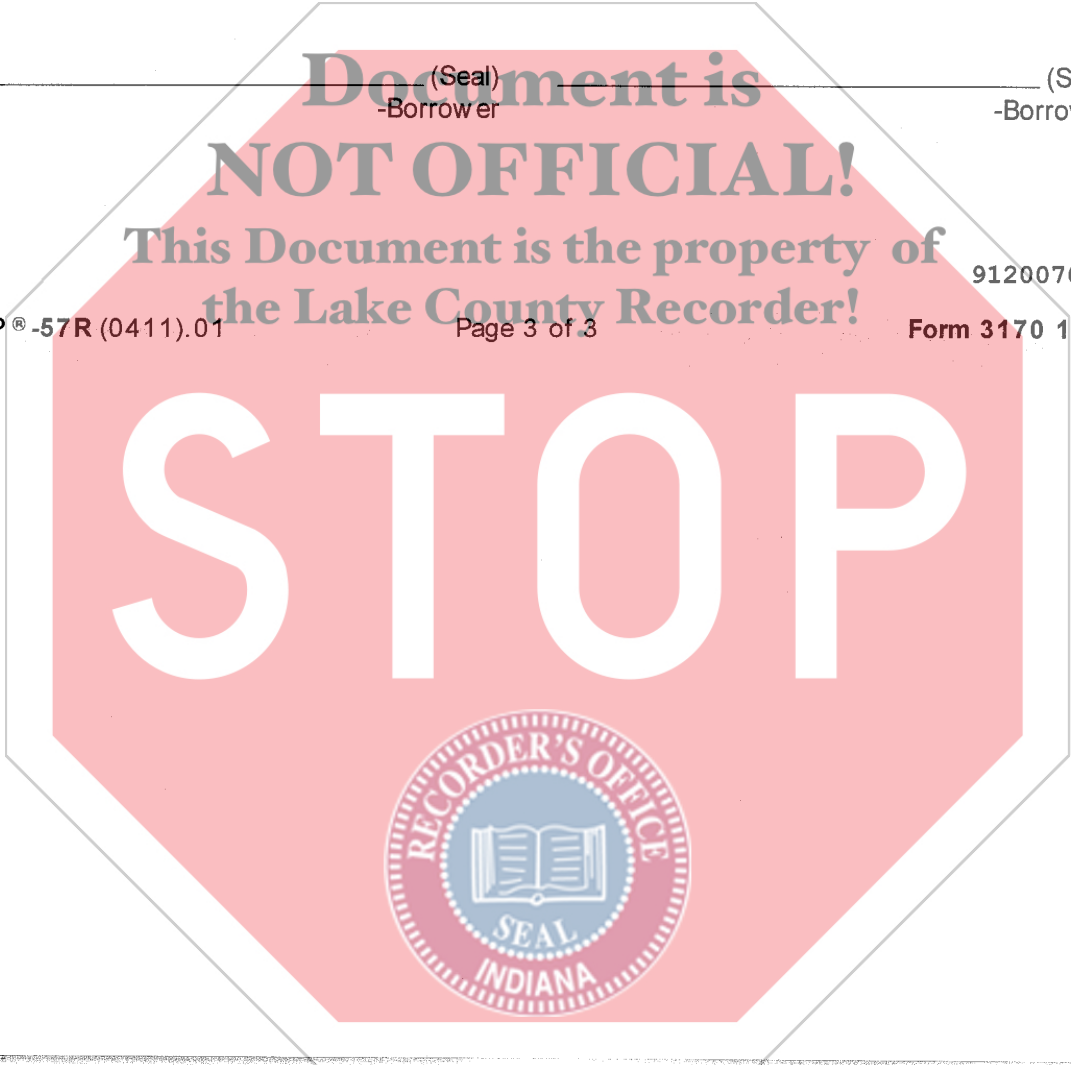 Document is
(Seal) (S
-Borrower -Borrov
NOT OFFICIAL!
This Document is the property of
9120070
the Lake County Recorder!
P®-57R (0411).01 Page 3 of 3 Form 3170 1
STOP
RECORDER'S OFFICE
SEAL
INDIANA